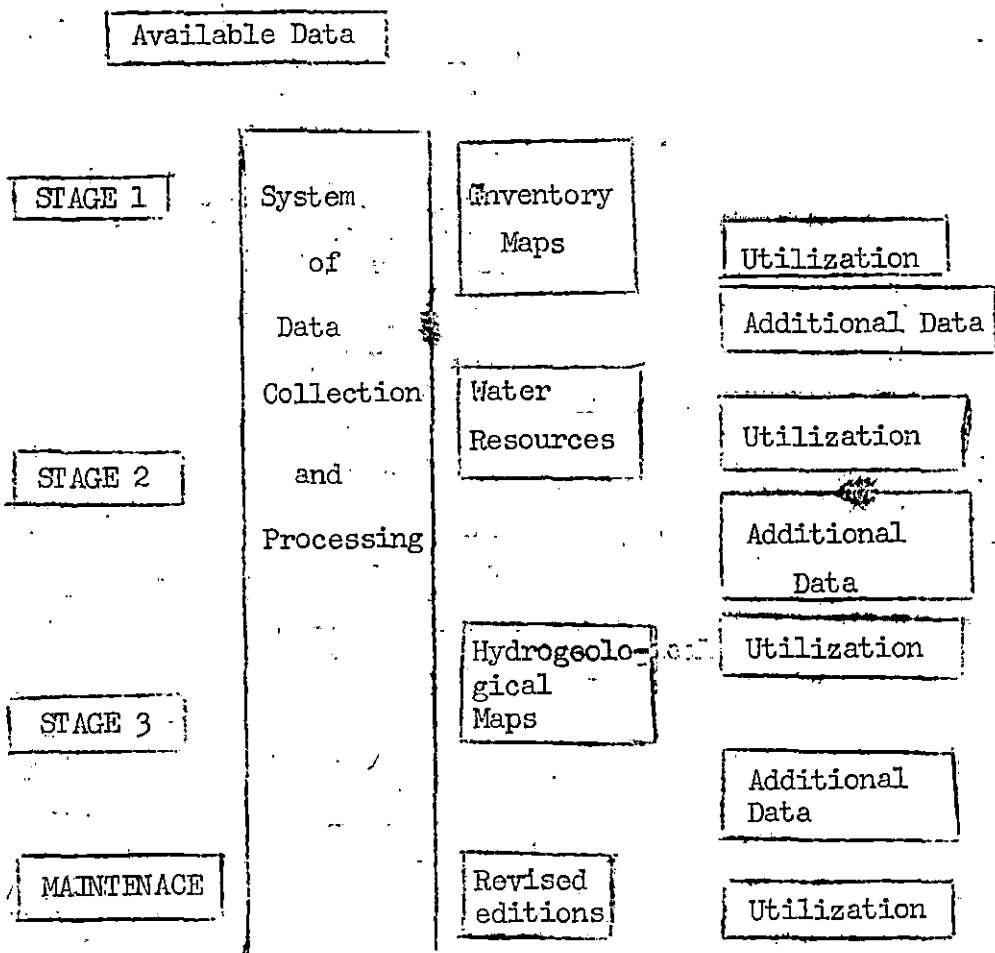 Available Data
STAGE 1
System
of
Data
Collection
and
Processing
Inventory
Maps
Utilization
Additional Data
Water
Resources
Utilization
STAGE 2
Additional
Data
Hydrogeolo-
gical
Maps
Utilization
STAGE 3
Additional
Data
MAINTENACE
Revised
editions
Utilization